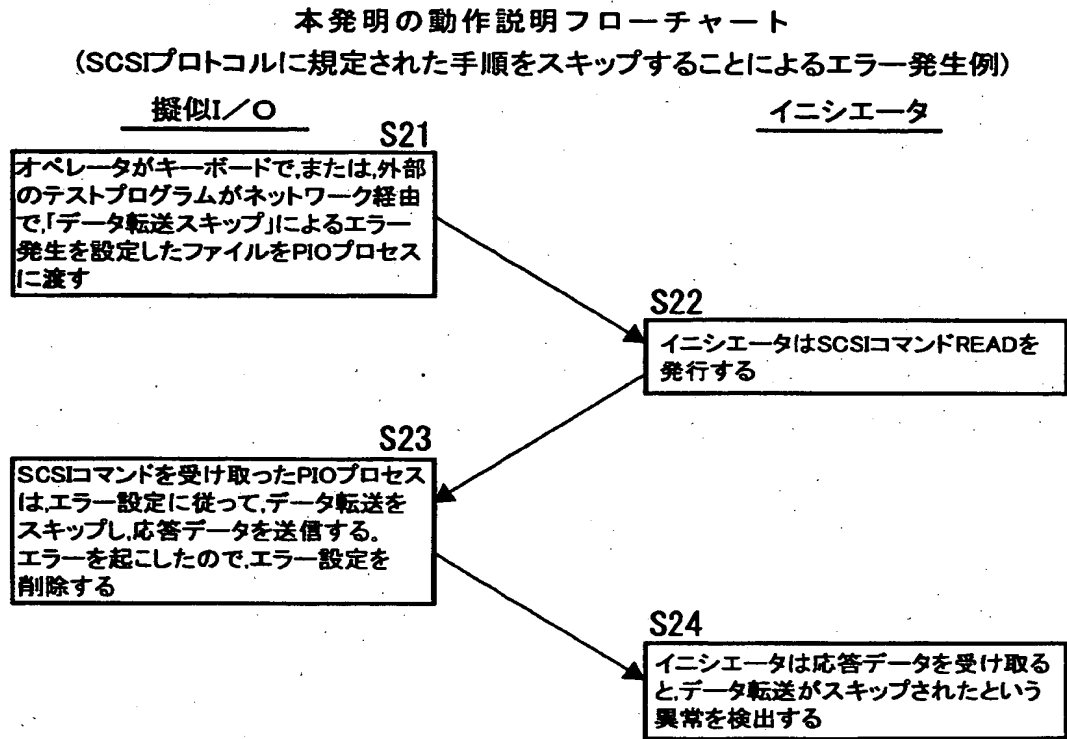 本発明の動作説明フローチャート
(SCSIプロトコルに規定された手順をスキップすることによるエラー発生例)
擬似I/O
イニシエータ
S21
オペレータがキーボードで,または,外部
のテストプログラムがネットワーク経由
で,「データ転送スキップ」によるエラー
発生を設定したファイルをPIOプロセス
に渡す
S22
イニシエータはSCSIコマンドREADを
発行する
S23
SCSIコマンドを受け取ったPIOプロセス
は,エラー設定に従って,データ転送を
スキップし,応答データを送信する。
エラーを起こしたので,エラー設定を
削除する
S24
イニシエータは応答データを受け取る
と,データ転送がスキップされたという
異常を検出する